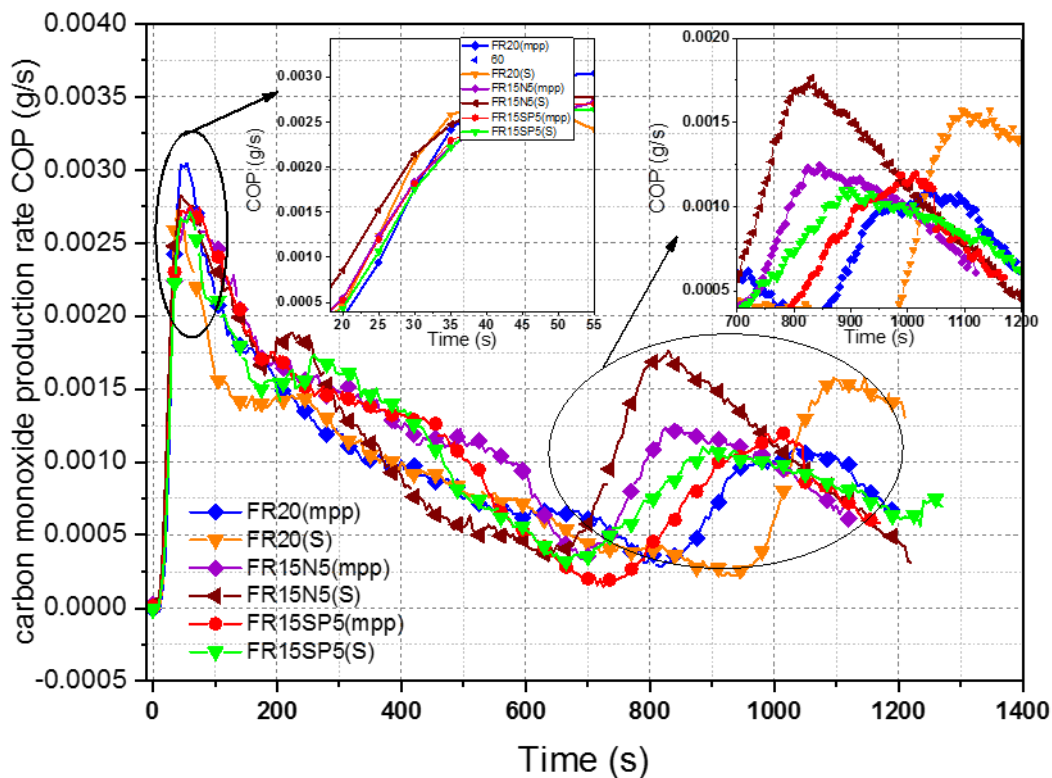 carbon monoxide production rate COP (g/s)
0.0040
0.0035
0.0030
0.0025
0.0020
0.0015
0.0010
0.0005
0.0000
-0.0005
0 200 400 600 800 1000 1200 1400
Time (s)
FR20(mpp)
FR20(S)
FR15N5(mpp)
FR15N5(S)
FR15SP5(mpp)
FR15SP5(S)
COP (g/s)
0.0030
0.0025
0.0020
0.0015
0.0010
0.0005
20 25 30 35 40 45 50 55
Time (s)
FR20(mpp)
60
FR20(S)
FR15N5(mpp)
FR15N5(S)
FR15SP5(mpp)
FR15SP5(S)
COP (g/s)
0.0020
0.0015
0.0010
0.0005
700 800 900 1000 1100 1200
Time (s)